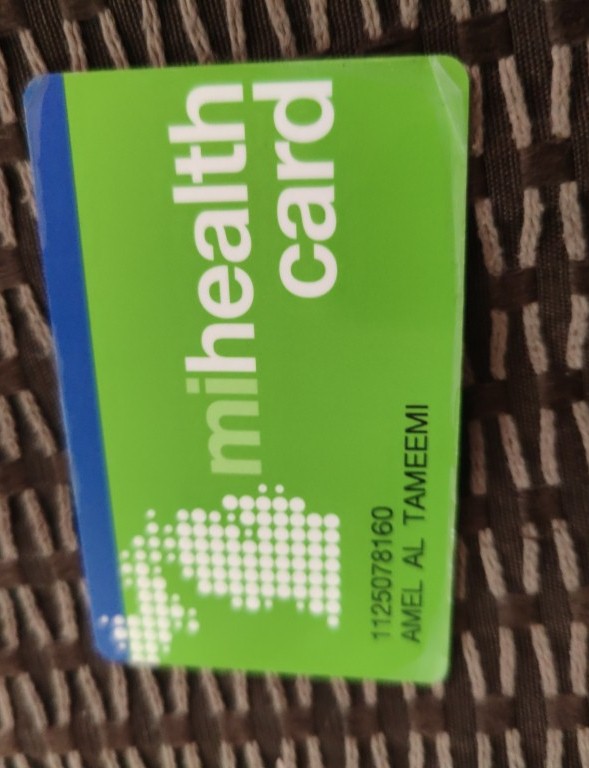 mihealth
card
1125078160
AMEL AL TAMEEMI